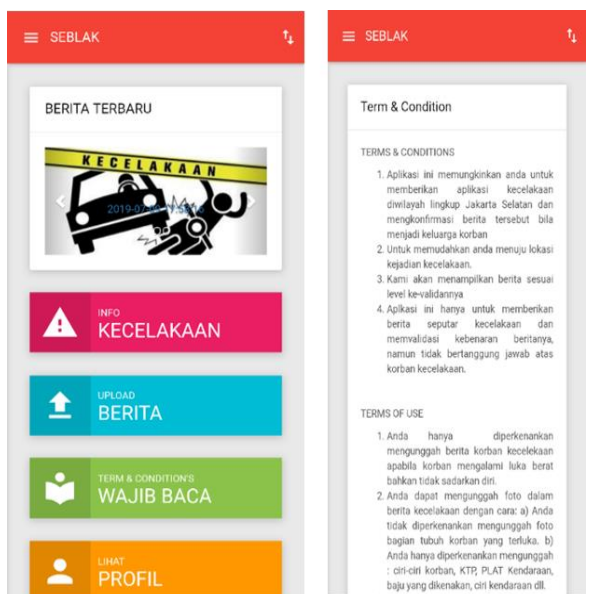 SEBLAK
BERITA TERBARU
KECELAKAAN
INFO
KECELAKAAN
UPLOAD
BERITA
TERM & CONDITION'S
WAJIB BACA
LIHAT
PROFIL
SEBLAK
Term & Condition
TERMS & CONDITIONS
1. Aplikasi ini memungkinkan anda untuk
memberikan aplikasi kecelakaan
diwilayah lingkup Jakarta Selatan dan
mengkonfirmasi berita tersebut bila
menjadi keluarga korban
2. Untuk memudahkan anda menuju lokasi
kejadian kecelakaan.
3. Kami akan menampilkan berita sesuai
level ke-validannya
4. Aplkasi ini hanya untuk memberikan
berita seputar kecelakaan dan
memvalidasi kebenaran beritanya,
namun tidak bertanggung jawab atas
korban kecelakaan.
TERMS OF USE
1. Anda hanya diperkenankan
mengunggah berita korban kecelekaan
apabila korban mengalami luka berat
bahkan tidak sadarkan diri.
2. Anda dapat mengunggah foto dalam
berita kecelakaan dengan cara: a) Anda
tidak diperkenankan mengunggah foto
bagian tubuh korban yang terluka. b)
Anda hanya diperkenankan mengunggah
: ciri-ciri korban, KTP, PLAT Kendaraan,
baju yang dikenakan, ciri kendaraan dll.